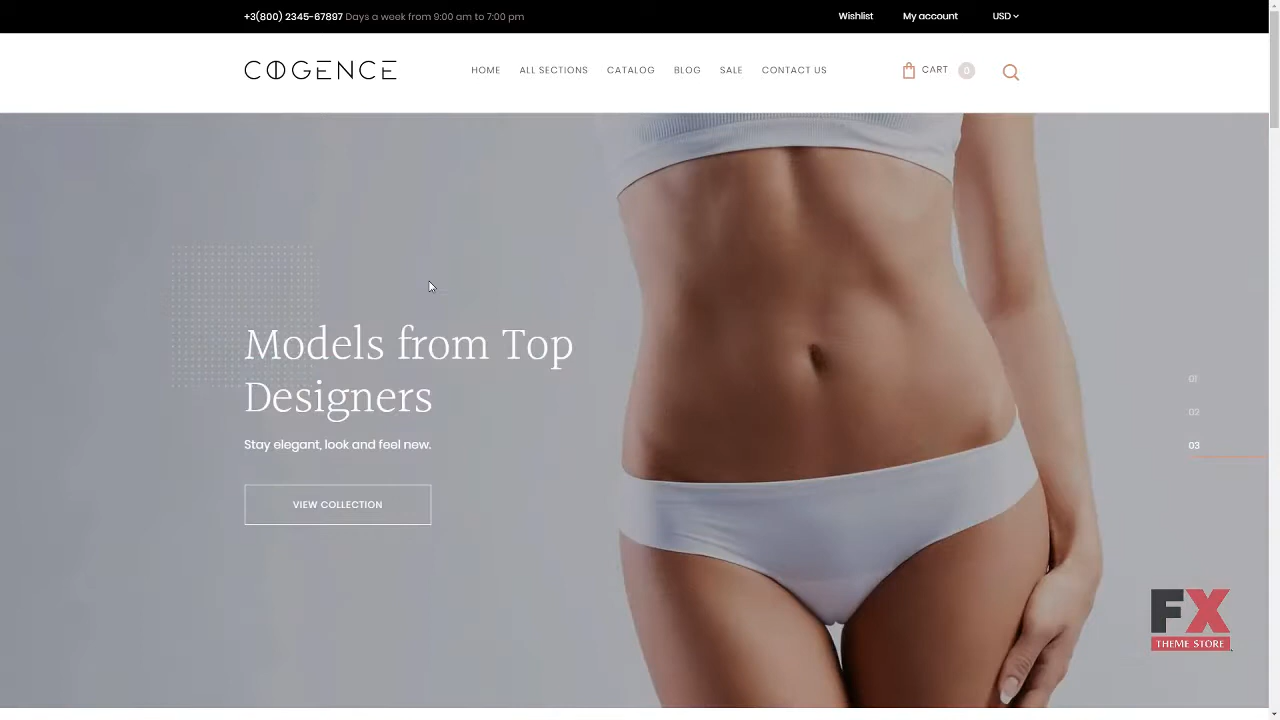 +3(800) 2345-67897 Days a week from 9:00 am to 7:00 pm
Wishlist My account USD
COGENCE
HOME ALL SECTIONS CATALOG BLOG SALE CONTACT US
CART 0
Models from Top
Designers
Stay elegant, look and feel new.
VIEW COLLECTION
01
02
03
FX
THEME STORE